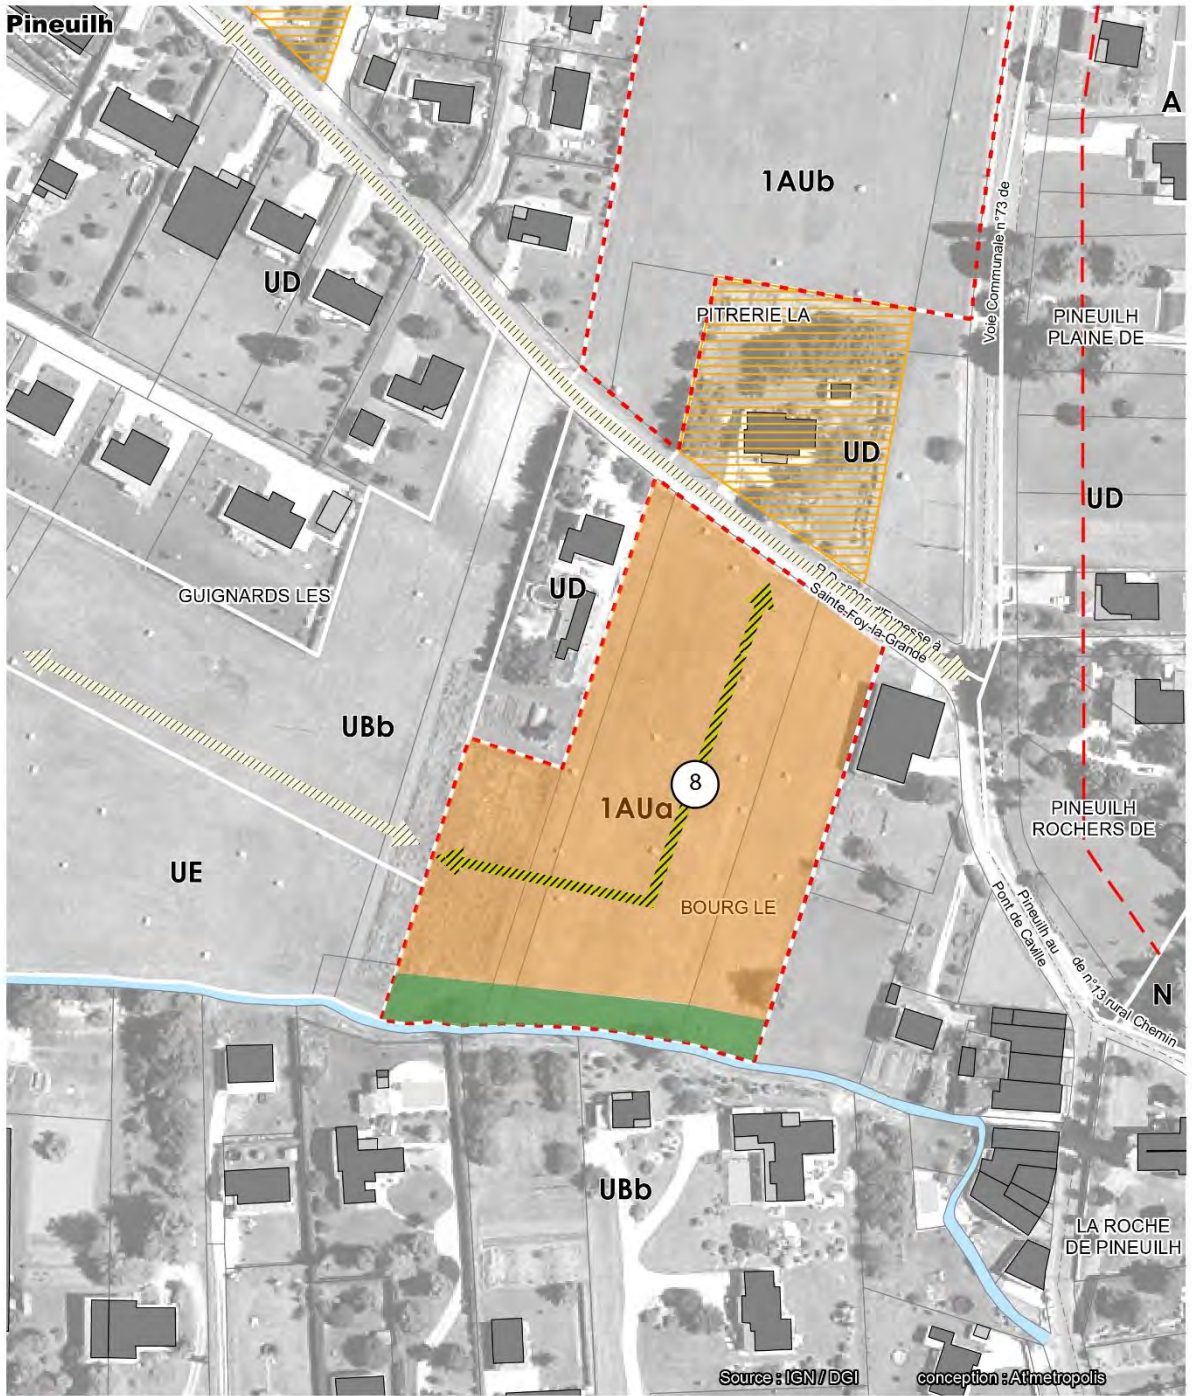 Pineuilh
A
1AUb
Voie Communale n°73 de
UD
PITRERIE LA
PINEUILH
PLAINE DE
UD
UD
Sainte-Foy-la-Grande
GUIGNARDS LES
UD
UBb
8
1AUa
PINEUILH
ROCHERS DE
UE
BOURG LE
Pineuilh au
Pont de Caville
de n°13 rural Chemin
N
UBb
LA ROCHE
DE PINEUILH
Source : IGN / DGI
conception : At'metropolis